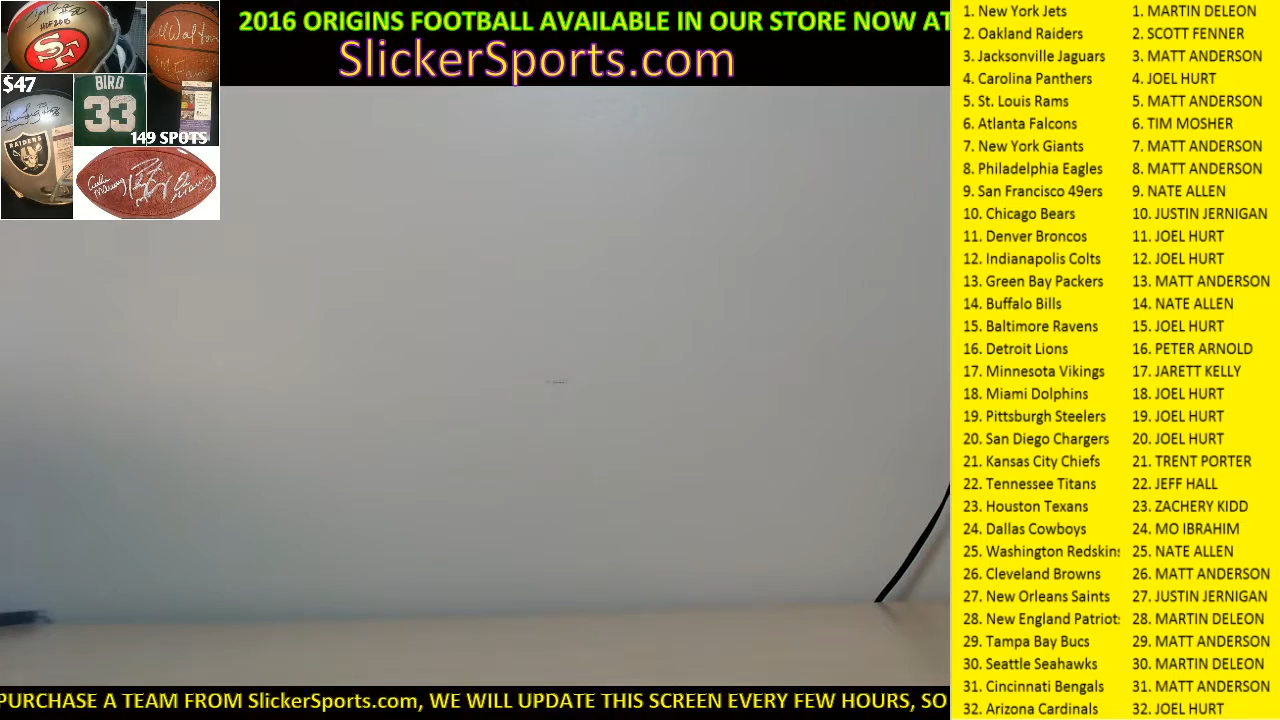 2016 ORIGINS FOOTBALL AVAILABLE IN OUR STORE NOW AT
SlickerSports.com
$47
BIRD
33
149 SPOTS
RAIDERS
SF
1. New York Jets 1. MARTIN DELEON
2. Oakland Raiders 2. SCOTT FENNER
3. Jacksonville Jaguars 3. MATT ANDERSON
4. Carolina Panthers 4. JOEL HURT
5. St. Louis Rams 5. MATT ANDERSON
6. Atlanta Falcons 6. TIM MOSHER
7. New York Giants 7. MATT ANDERSON
8. Philadelphia Eagles 8. MATT ANDERSON
9. San Francisco 49ers 9. NATE ALLEN
10. Chicago Bears 10. JUSTIN JERNIGAN
11. Denver Broncos 11. JOEL HURT
12. Indianapolis Colts 12. JOEL HURT
13. Green Bay Packers 13. MATT ANDERSON
14. Buffalo Bills 14. NATE ALLEN
15. Baltimore Ravens 15. JOEL HURT
16. Detroit Lions 16. PETER ARNOLD
17. Minnesota Vikings 17. JARETT KELLY
18. Miami Dolphins 18. JOEL HURT
19. Pittsburgh Steelers 19. JOEL HURT
20. San Diego Chargers 20. JOEL HURT
21. Kansas City Chiefs 21. TRENT PORTER
22. Tennessee Titans 22. JEFF HALL
23. Houston Texans 23. ZACHERY KIDD
24. Dallas Cowboys 24. MO IBRAHIM
25. Washington Redskins 25. NATE ALLEN
26. Cleveland Browns 26. MATT ANDERSON
27. New Orleans Saints 27. JUSTIN JERNIGAN
28. New England Patriots 28. MARTIN DELEON
29. Tampa Bay Bucs 29. MATT ANDERSON
30. Seattle Seahawks 30. MARTIN DELEON
31. Cincinnati Bengals 31. MATT ANDERSON
32. Arizona Cardinals 32. JOEL HURT
PURCHASE A TEAM FROM SlickerSports.com, WE WILL UPDATE THIS SCREEN EVERY FEW HOURS, SO